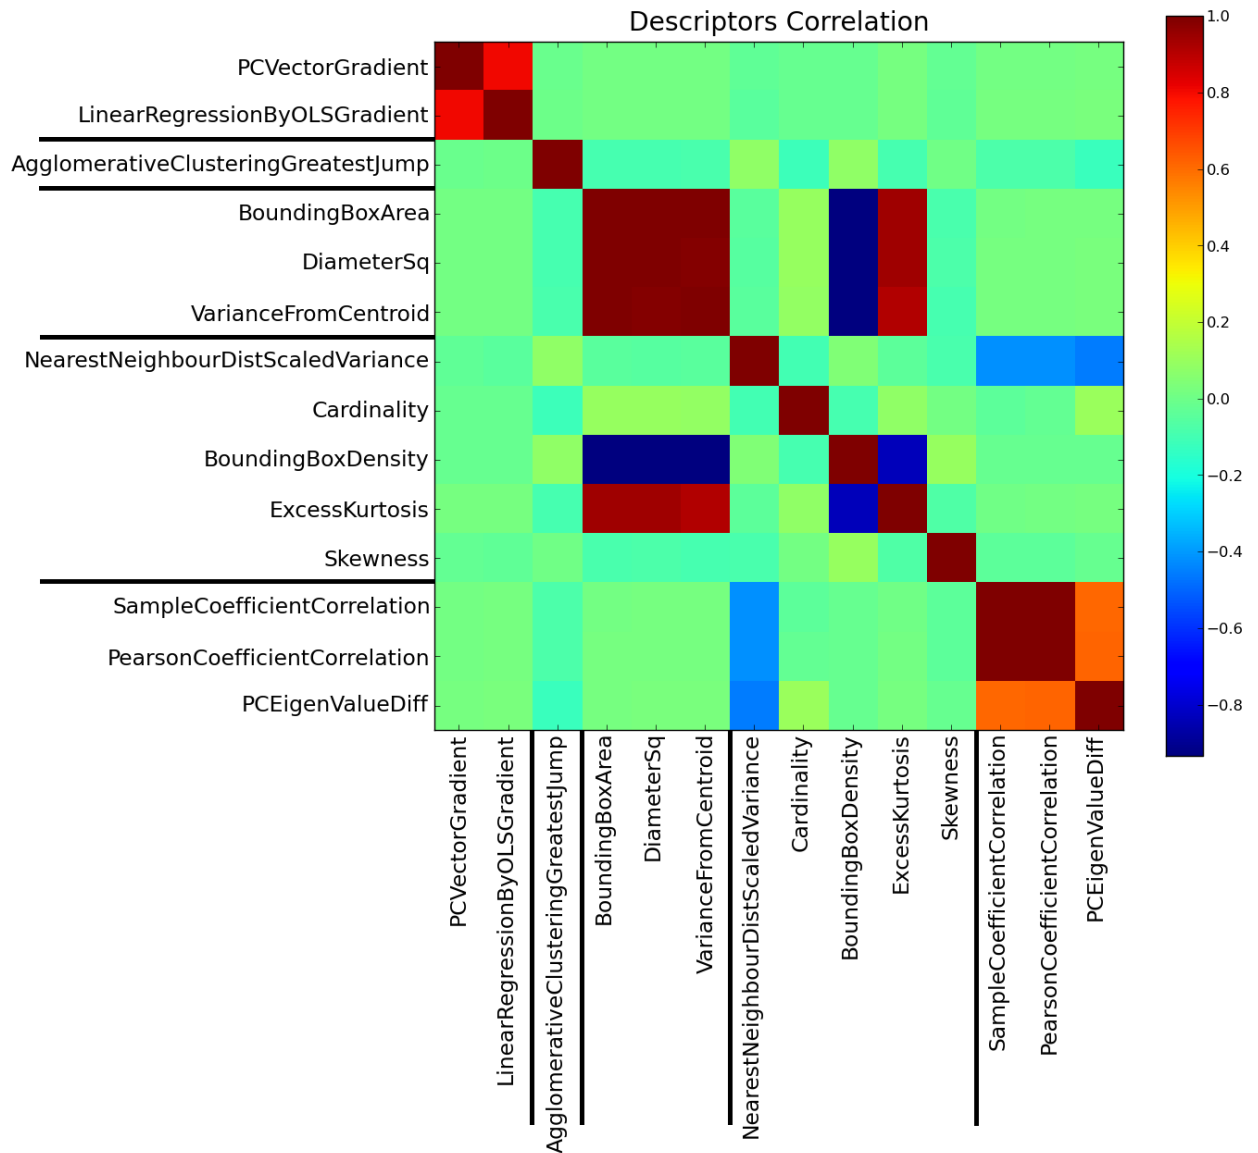 Descriptors Correlation
PCVectorGradient
LinearRegressionByOLSGradient
AgglomerativeClusteringGreatestJump
BoundingBoxArea
DiameterSq
VarianceFromCentroid
NearestNeighbourDistScaledVariance
Cardinality
BoundingBoxDensity
ExcessKurtosis
Skewness
SampleCoefficientCorrelation
PearsonCoefficientCorrelation
PCEigenValueDiff
PCVectorGradient
LinearRegressionByOLSGradient
AgglomerativeClusteringGreatestJump
BoundingBoxArea
DiameterSq
VarianceFromCentroid
NearestNeighbourDistScaledVariance
Cardinality
BoundingBoxDensity
ExcessKurtosis
Skewness
SampleCoefficientCorrelation
PearsonCoefficientCorrelation
PCEigenValueDiff
1.0
0.8
0.6
0.4
0.2
0.0
−0.2
−0.4
−0.6
−0.8